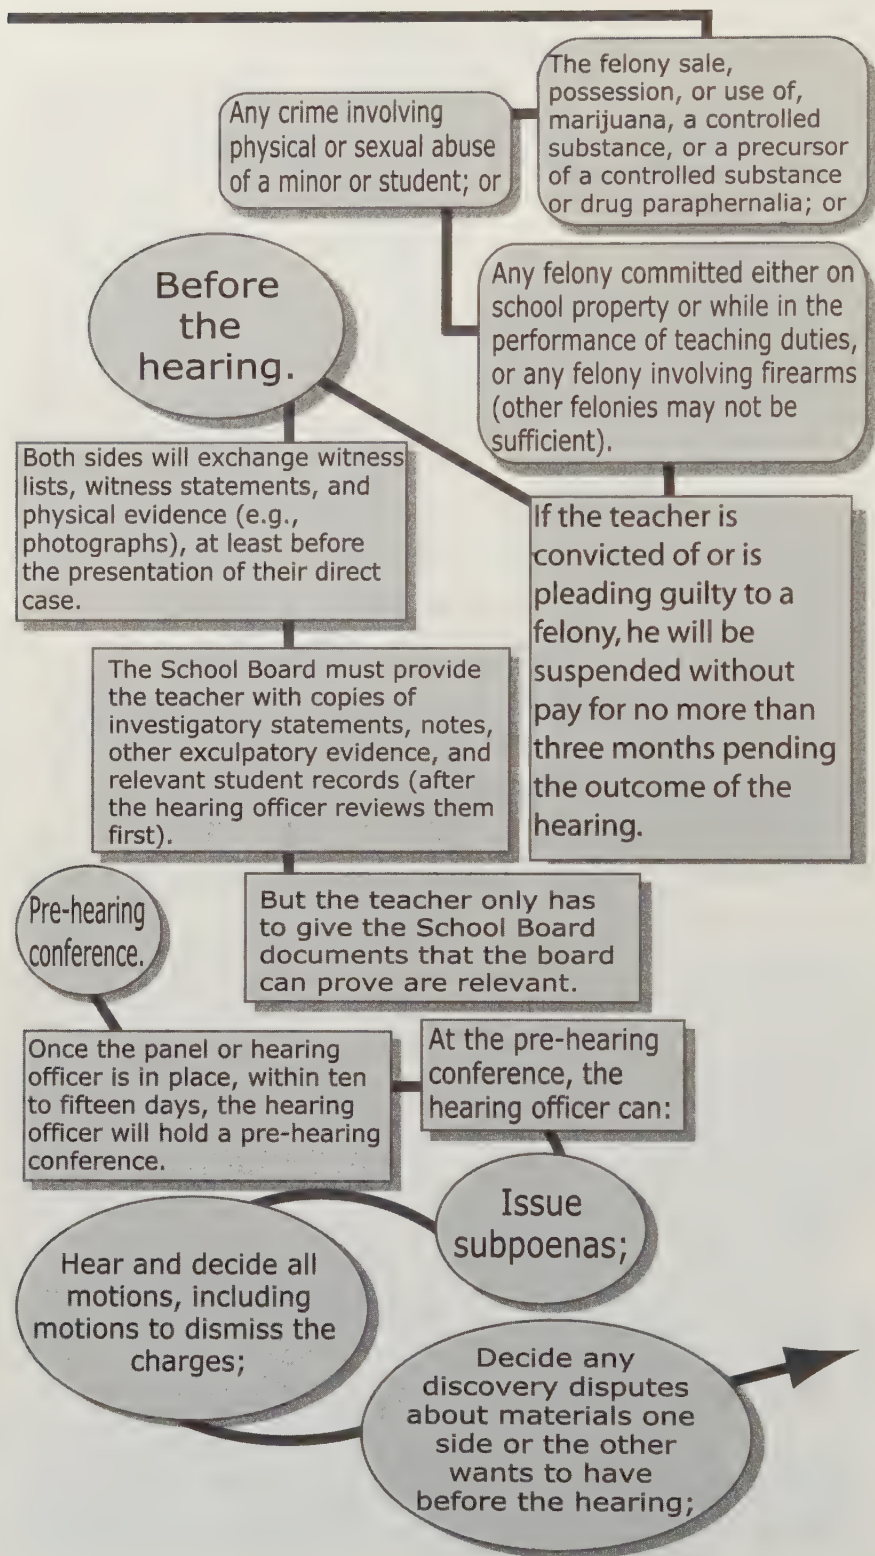 The felony sale,
possession, or use of,
marijuana, a controlled
substance, or a precursor
of a controlled substance
or drug paraphernalia; or
Any crime involving
physical or sexual abuse
of a minor or student; or
Any felony committed either on
school property or while in the
performance of teaching duties,
or any felony involving firearms
(other felonies may not be
sufficient).
Before
the
hearing.
Both sides will exchange witness
lists, witness statements, and
physical evidence (e.g.,
photographs), at least before
the presentation of their direct
case.
If the teacher is
convicted of or is
pleading guilty to a
felony, he will be
suspended without
pay for no more than
three months pending
the outcome of the
hearing.
The School Board must provide
the teacher with copies of
investigatory statements, notes,
other exculpatory evidence, and
relevant student records (after
the hearing officer reviews them
first).
But the teacher only has
to give the School Board
documents that the board
can prove are relevant.
Pre-hearing
conference.
Once the panel or hearing
officer is in place, within ten
to fifteen days, the hearing
officer will hold a pre-hearing
conference.
At the pre-hearing
conference, the
hearing officer can:
Issue
subpoenas;
Hear and decide all
motions, including
motions to dismiss the
charges;
Decide any
discovery disputes
about materials one
side or the other
wants to have
before the hearing;